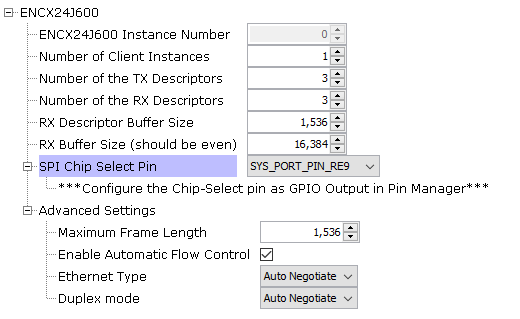 ENCX24J600
ENCX24J600 Instance Number 0
Number of Client Instances 1
Number of the TX Descriptors 3
Number of the RX Descriptors 3
RX Descriptor Buffer Size 1,536
RX Buffer Size (should be even) 16,384
SPI Chip Select Pin SYS_PORT_PIN_RE9
***Configure the Chip-Select pin as GPIO Output in Pin Manager***
Advanced Settings
Maximum Frame Length 1,536
Enable Automatic Flow Control
Ethernet Type Auto Negotiate
Duplex mode Auto Negotiate